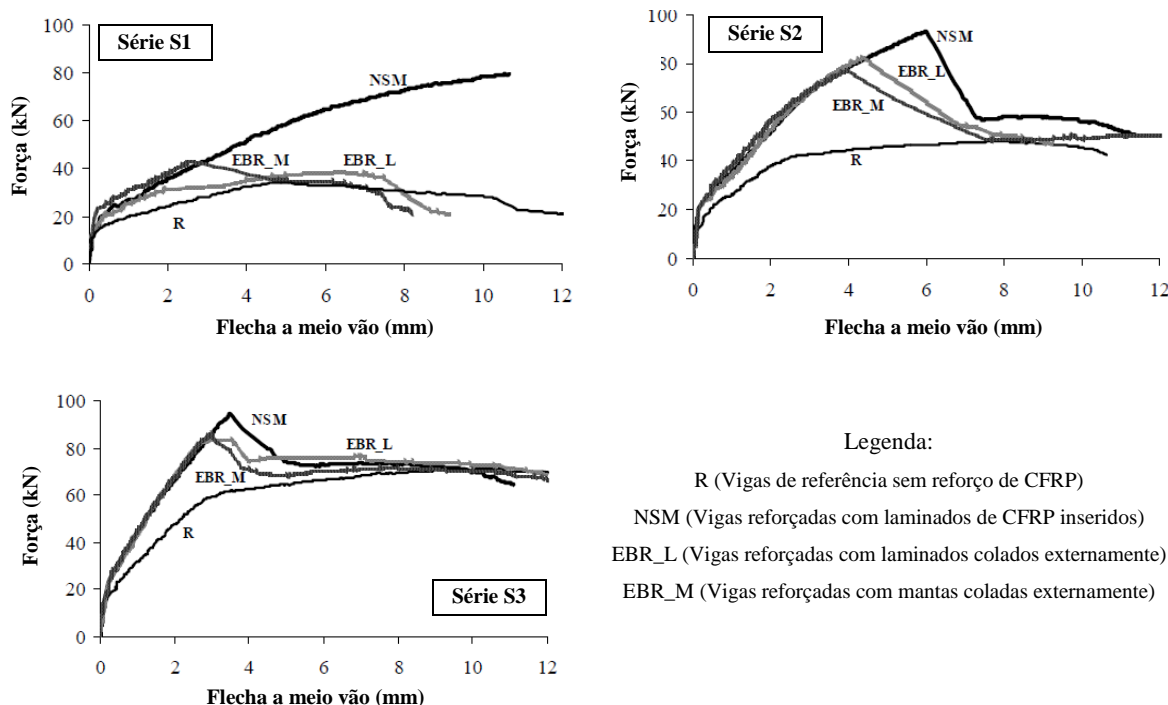 Série S1
Força (kN)
100
80
60
40
20
0
NSM
EBR_M
EBR_L
R
0 2 4 6 8 10 12
Flecha a meio vão (mm)
Série S2
Força (kN)
100
80
60
40
20
0
NSM
EBR_L
EBR_M
R
0 2 4 6 8 10 12
Flecha a meio vão (mm)
Força (kN)
100
80
60
40
20
0
NSM
EBR_L
EBR_M
R
Série S3
0 2 4 6 8 10 12
Flecha a meio vão (mm)
Legenda:
R (Vigas de referência sem reforço de CFRP)
NSM (Vigas reforçadas com laminados de CFRP inseridos)
EBR_L (Vigas reforçadas com laminados colados externamente)
EBR_M (Vigas reforçadas com mantas coladas externamente)